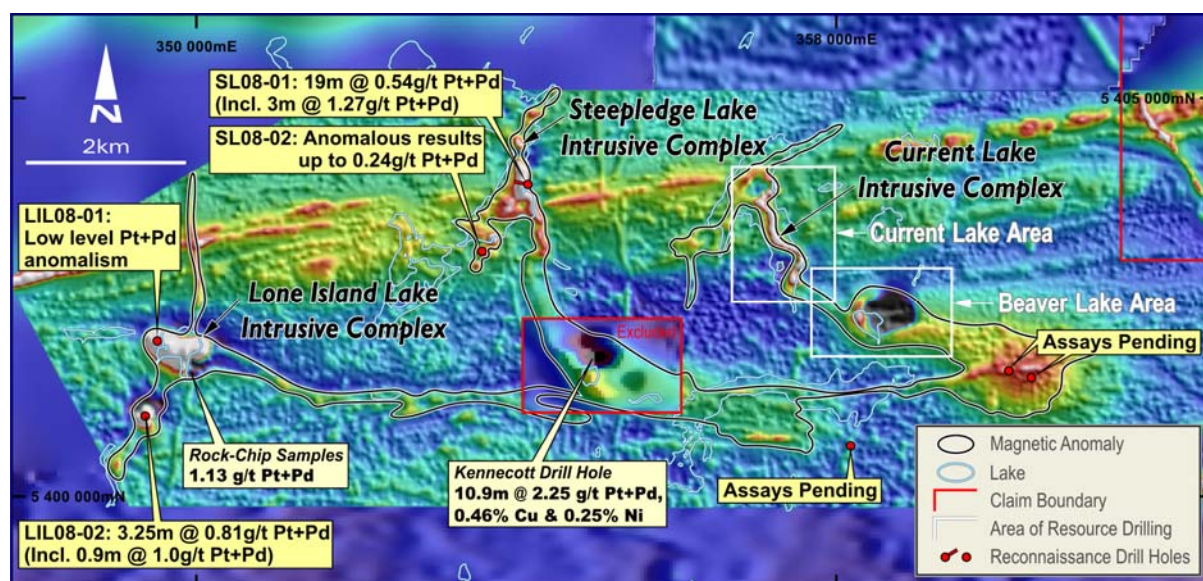 350 000mE
358 000mE
5 405 000mN
N
2km
SL08-01: 19m @ 0.54g/t Pt+Pd
(Incl. 3m @ 1.27g/t Pt+Pd)
SL08-02: Anomalous results
up to 0.24g/t Pt+Pd
Steepledge Lake
Intrusive Complex
Current Lake
Intrusive Complex
LIL08-01:
Low level Pt+Pd
anomalism
Current Lake Area
Lone Island Lake
Intrusive Complex
Beaver Lake Area
Excluded
Assays Pending
Rock-Chip Samples
1.13 g/t Pt+Pd
Kennecott Drill Hole
10.9m @ 2.25 g/t Pt+Pd,
0.46% Cu & 0.25% Ni
Assays Pending
5 400 000mN
LIL08-02: 3.25m @ 0.81g/t Pt+Pd
(Incl. 0.9m @ 1.0g/t Pt+Pd)
Magnetic Anomaly
Lake
Claim Boundary
Area of Resource Drilling
Reconnaissance Drill Holes